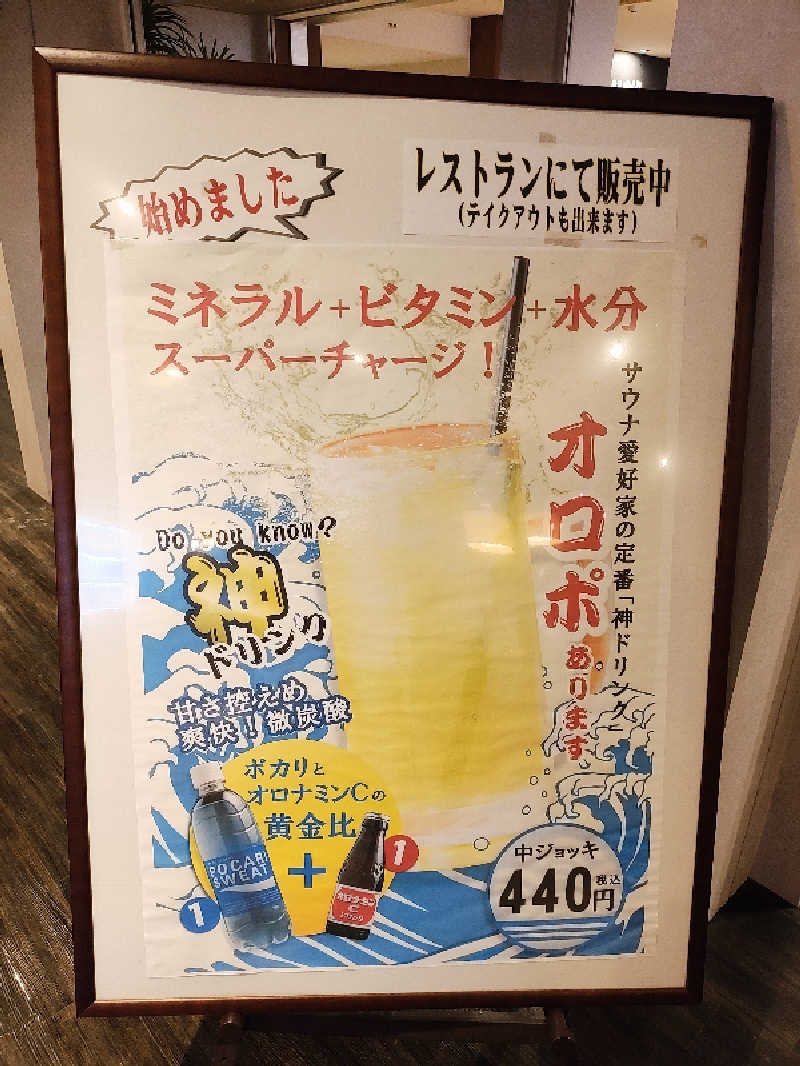 始めました
レストランにて販売中
(テイクアウトも出来ます)
ミネラル+ビタミン+水分
スーパーチャージ!
サウナ愛好家の定番「神ドリンク」
オロポ
あります
Do you know?
神
ドリンク
甘さ控えめ
爽快!微炭酸
ポカリと
オロナミンCの
黄金比
1
+
1
POCARI
SWEAT
オロナミン
C
中ジョッキ
440円
税込